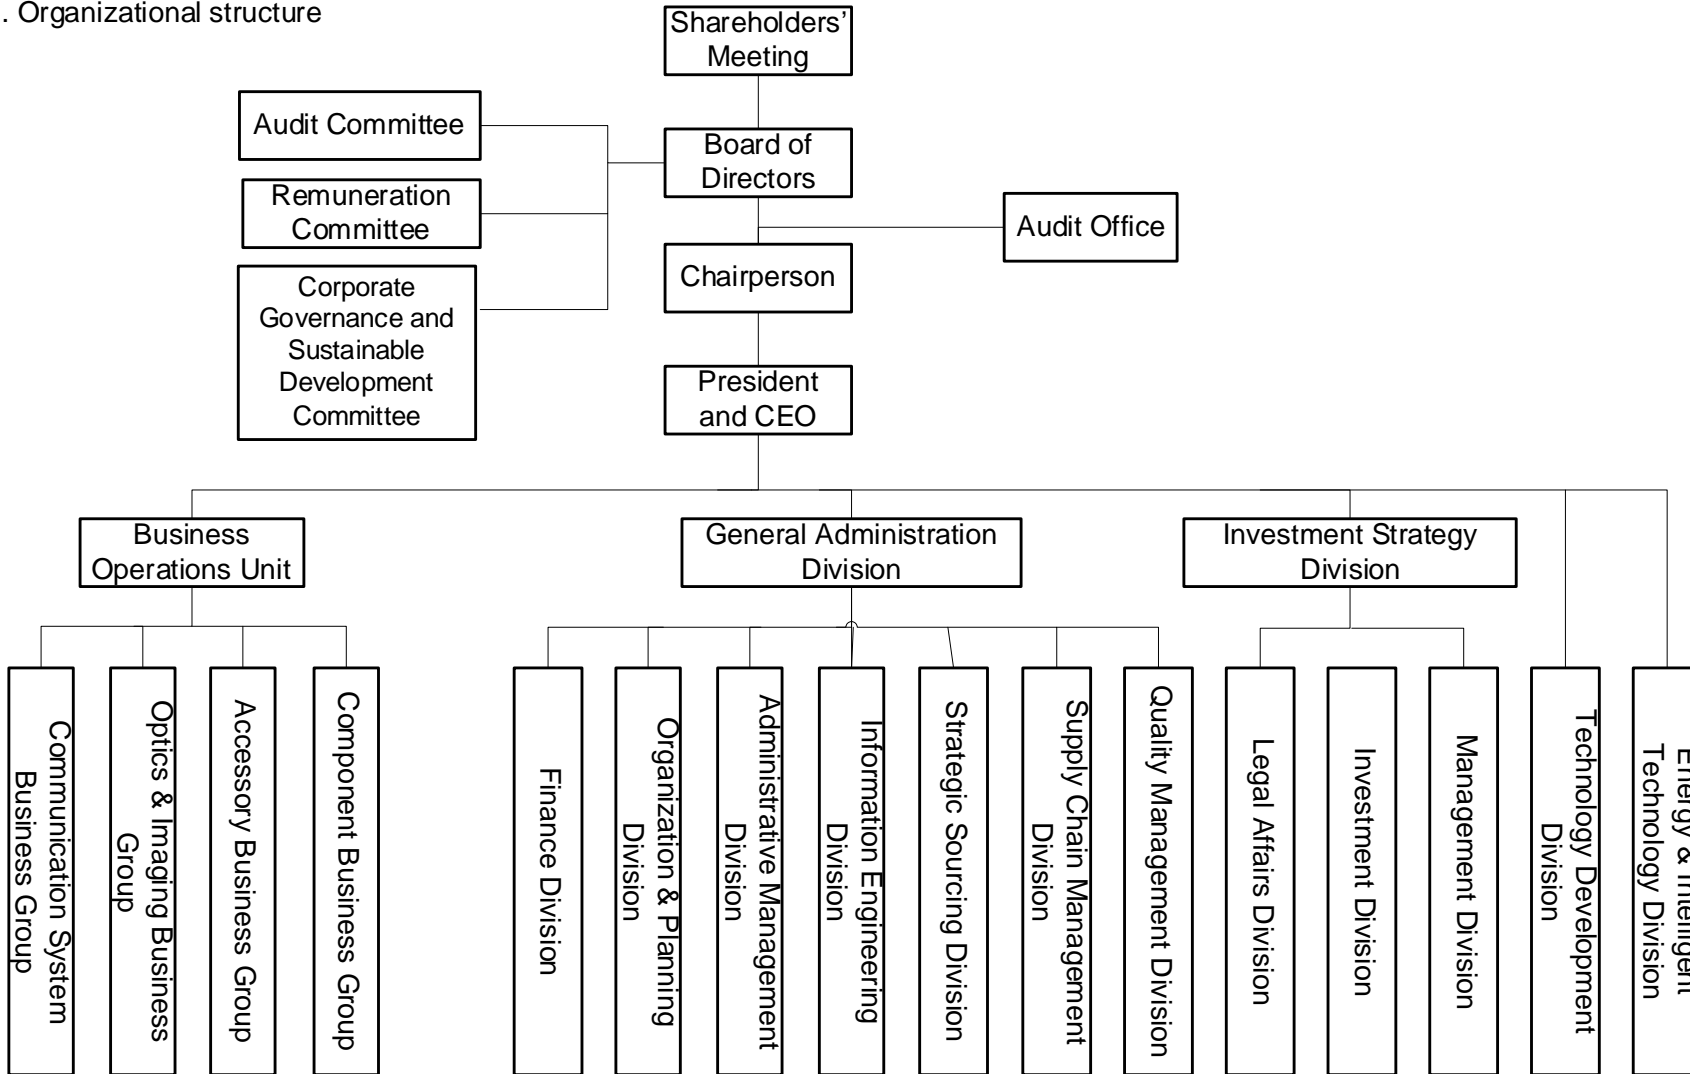 . Organizational structure
Shareholders’
Meeting
Audit Committee
Board of
Directors
Remuneration
Committee
Audit Office
Chairperson
Corporate
Governance and
Sustainable
Development
Committee
President
and CEO
Business
Operations Unit
General Administration
Division
Investment Strategy
Division
Communication System
Business Group
Optics & Imaging Business
Group
Accessory Business Group
Component Business Group
Finance Division
Organization & Planning
Division
Administrative Management
Division
Information Engineering
Division
Strategic Sourcing Division
Supply Chain Management
Division
Quality Management Division
Legal Affairs Division
Investment Division
Management Division
Technology Development
Division
Energy & Intelligent
Technology Division